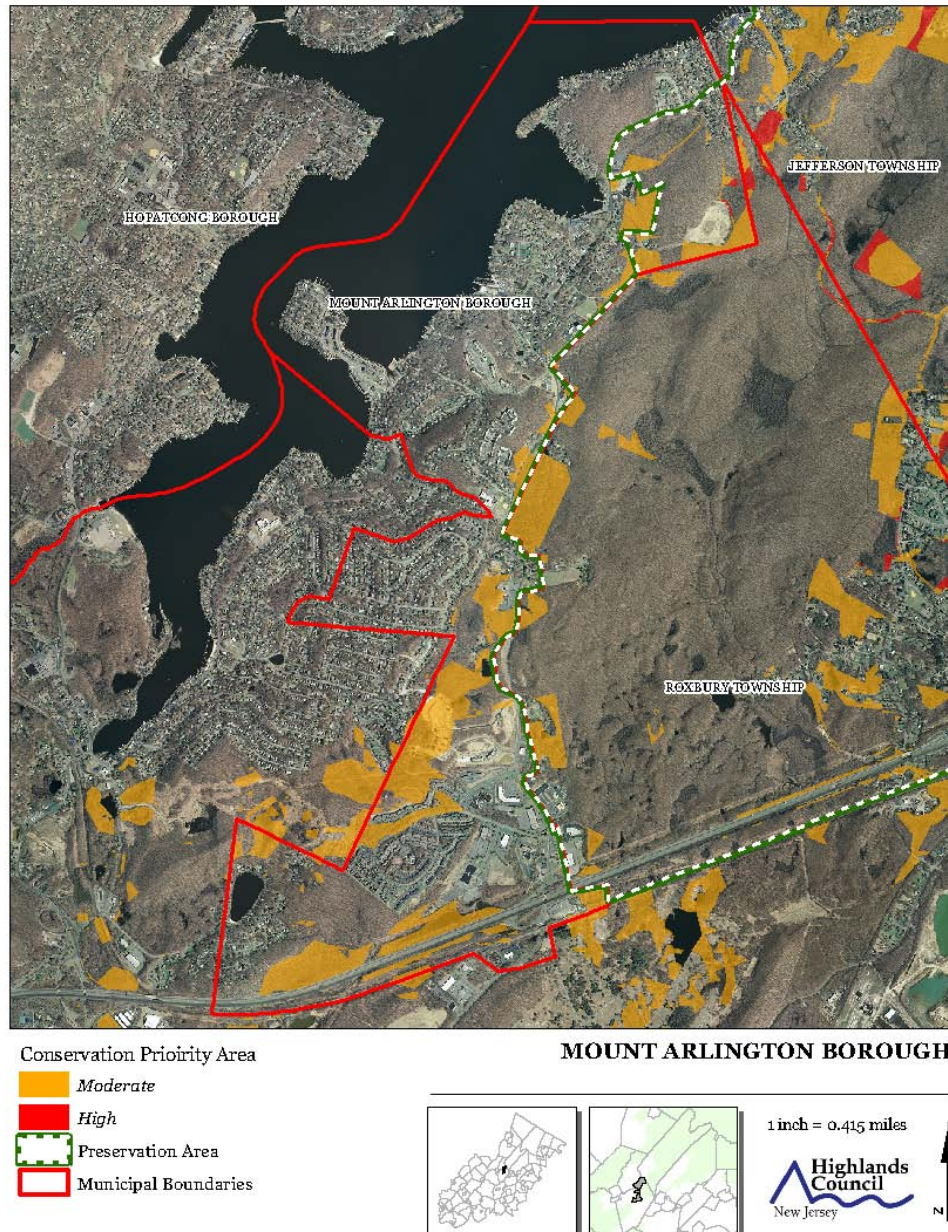 JEFFERSON TOWNSHIP
HOPATCONG BOROUGH
MOUNT ARLINGTON BOROUGH
ROXBURY TOWNSHIP
Conservation Prioirity Area
Moderate
High
Preservation Area
Municipal Boundaries
MOUNT ARLINGTON BOROUGH
1 inch = 0.415 miles
Highlands
Council
New Jersey
N